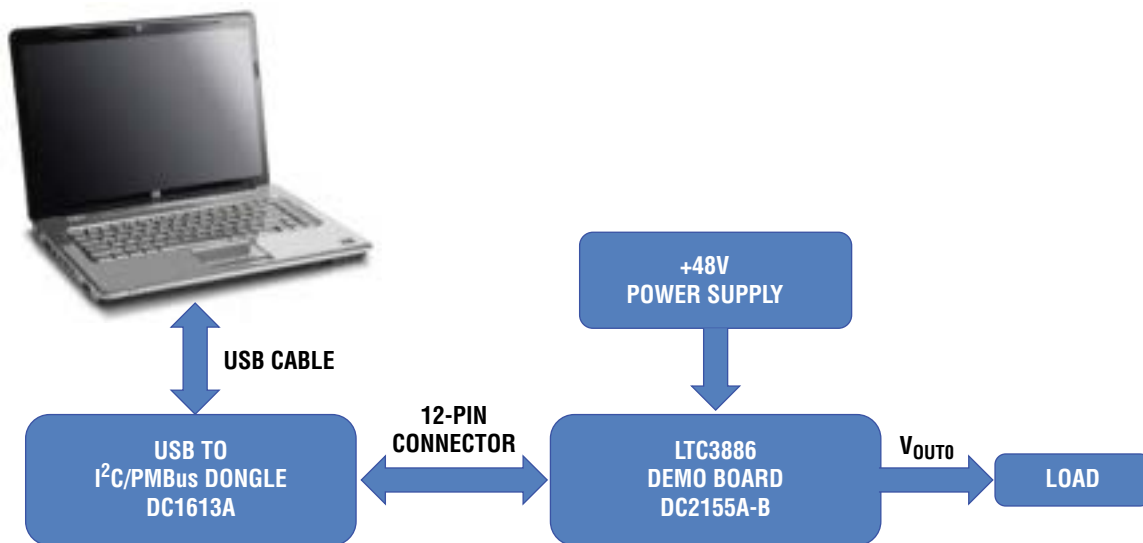 +48V
POWER SUPPLY
USB CABLE
12-PIN
CONNECTOR
USB TO
I²C/PMBus DONGLE
DC1613A
LTC3886
DEMO BOARD
DC2155A-B
VOUT0
LOAD